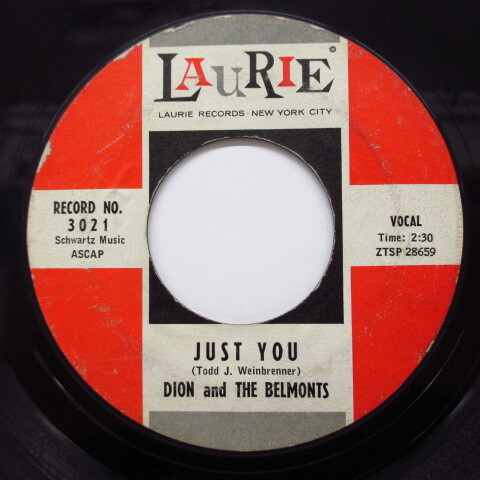 LAURIE
LAURIE RECORDS · NEW YORK CITY
RECORD NO.
3021
Schwartz Music
ASCAP
VOCAL
Time: 2:30
ZTSP 28659
JUST YOU
(Todd J. Weinbrenner)
DION and THE BELMONTS